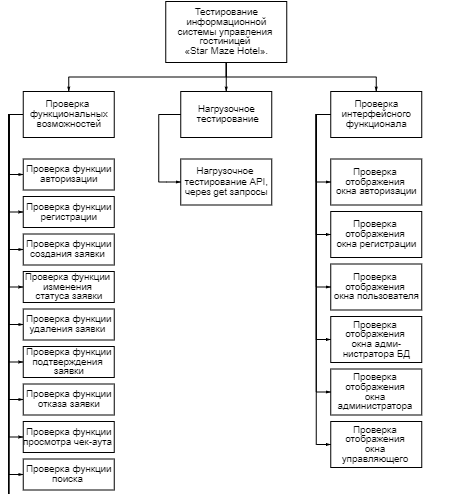 Тестирование
информационной
системы управления
гостиницей
«Star Maze Hotel».
Проверка
функциональных
возможностей
Нагрузочное
тестирование
Проверка
интерфейсного
функционала
Проверка функции
авторизации
Проверка функции
регистрации
Проверка функции
создания заявки
Проверка функции
изменения
статуса заявки
Проверка функции
удаления заявки
Проверка функции
подтверждения
заявки
Проверка функции
отказа заявки
Проверка функции
просмотра чек-аута
Проверка функции
поиска
Нагрузочное
тестирование API,
через get запросы
Проверка
отображения
окна авторизации
Проверка
отображения
окна регистрации
Проверка
отображения
окна пользователя
Проверка
отображения
окна адми-
нистратора БД
Проверка
отображения
окна
администратора
Проверка
отображения
окна
управляющего